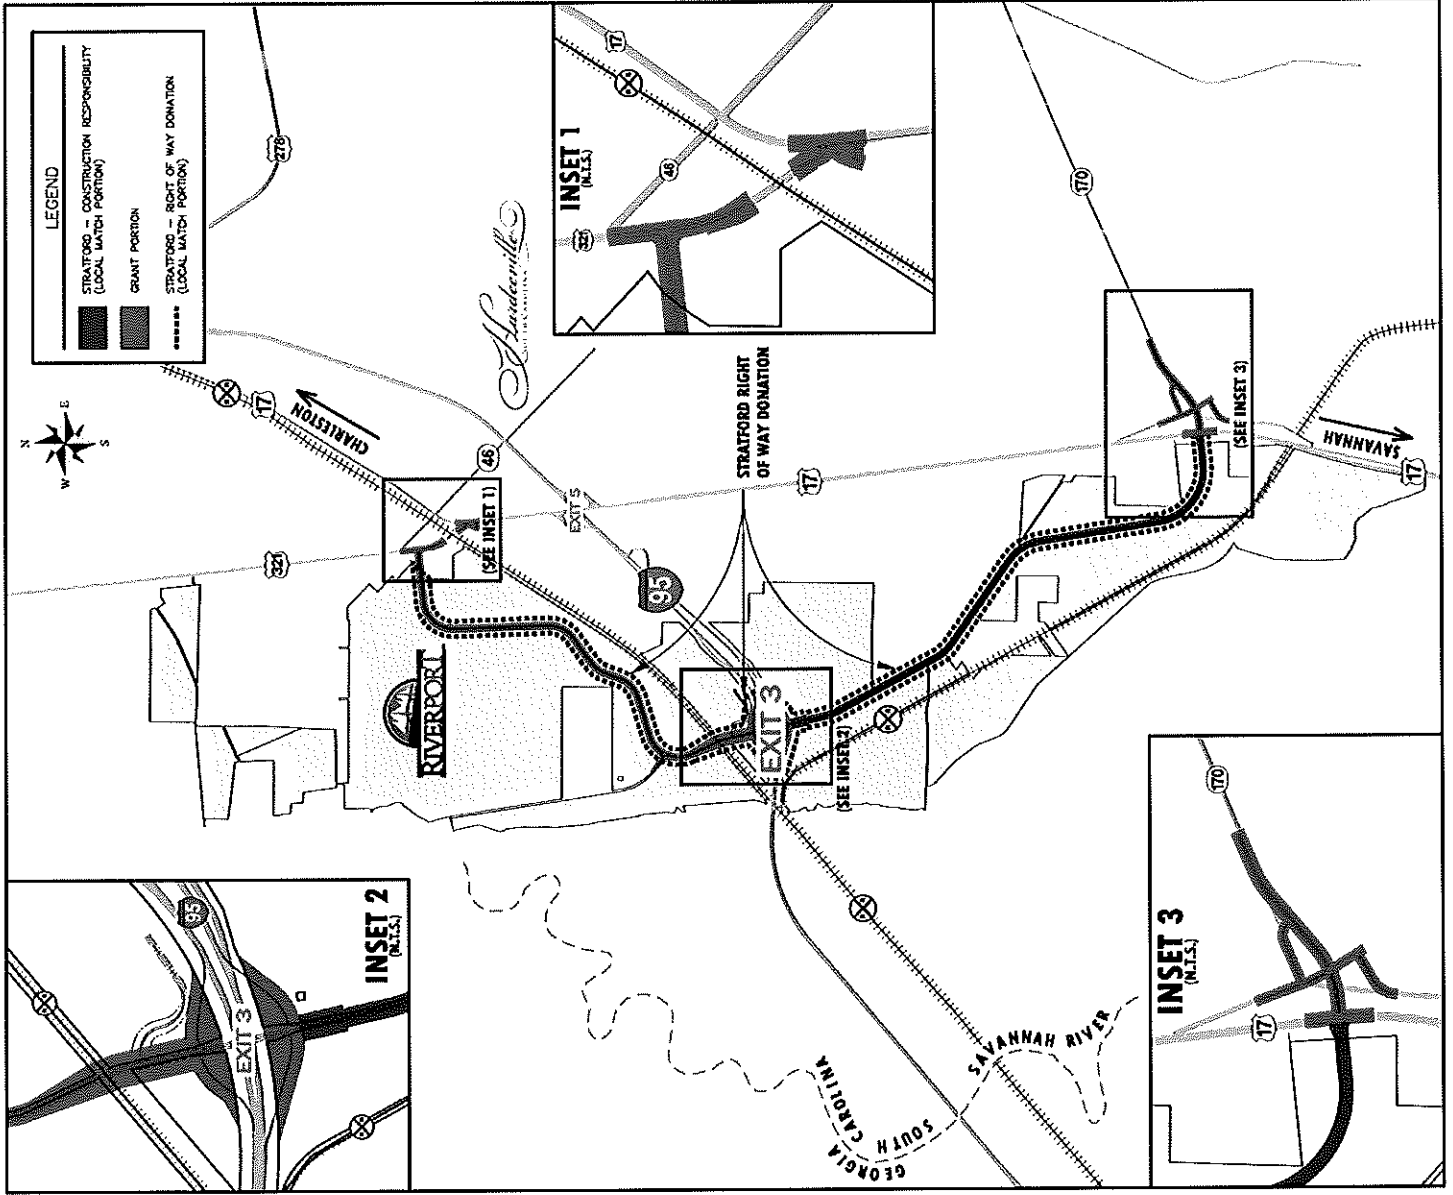 LEGEND
STRATFORD - CONSTRUCTION RESPONSIBILITY
(LOCAL MATCH PORTION)
GRANT PORTION
STRATFORD - RIGHT OF WAY DONATION
(LOCAL MATCH PORTION)
278
N
E
S
W
17
CHARLESTON
46
Hardeeville
321
(SEE INSET 1)
EXIT 5
95
RIVERPORT
STRATFORD RIGHT
OF WAY DONATION
17
EXIT 3
(SEE INSET 2)
170
(SEE INSET 3)
SAVANNAH
17
INSET 1
(N.T.S.)
17
46
321
INSET 2
(N.T.S.)
95
EXIT 3
INSET 3
(N.T.S.)
170
17
GEORGIA
SOUTH CAROLINA
SAVANNAH RIVER